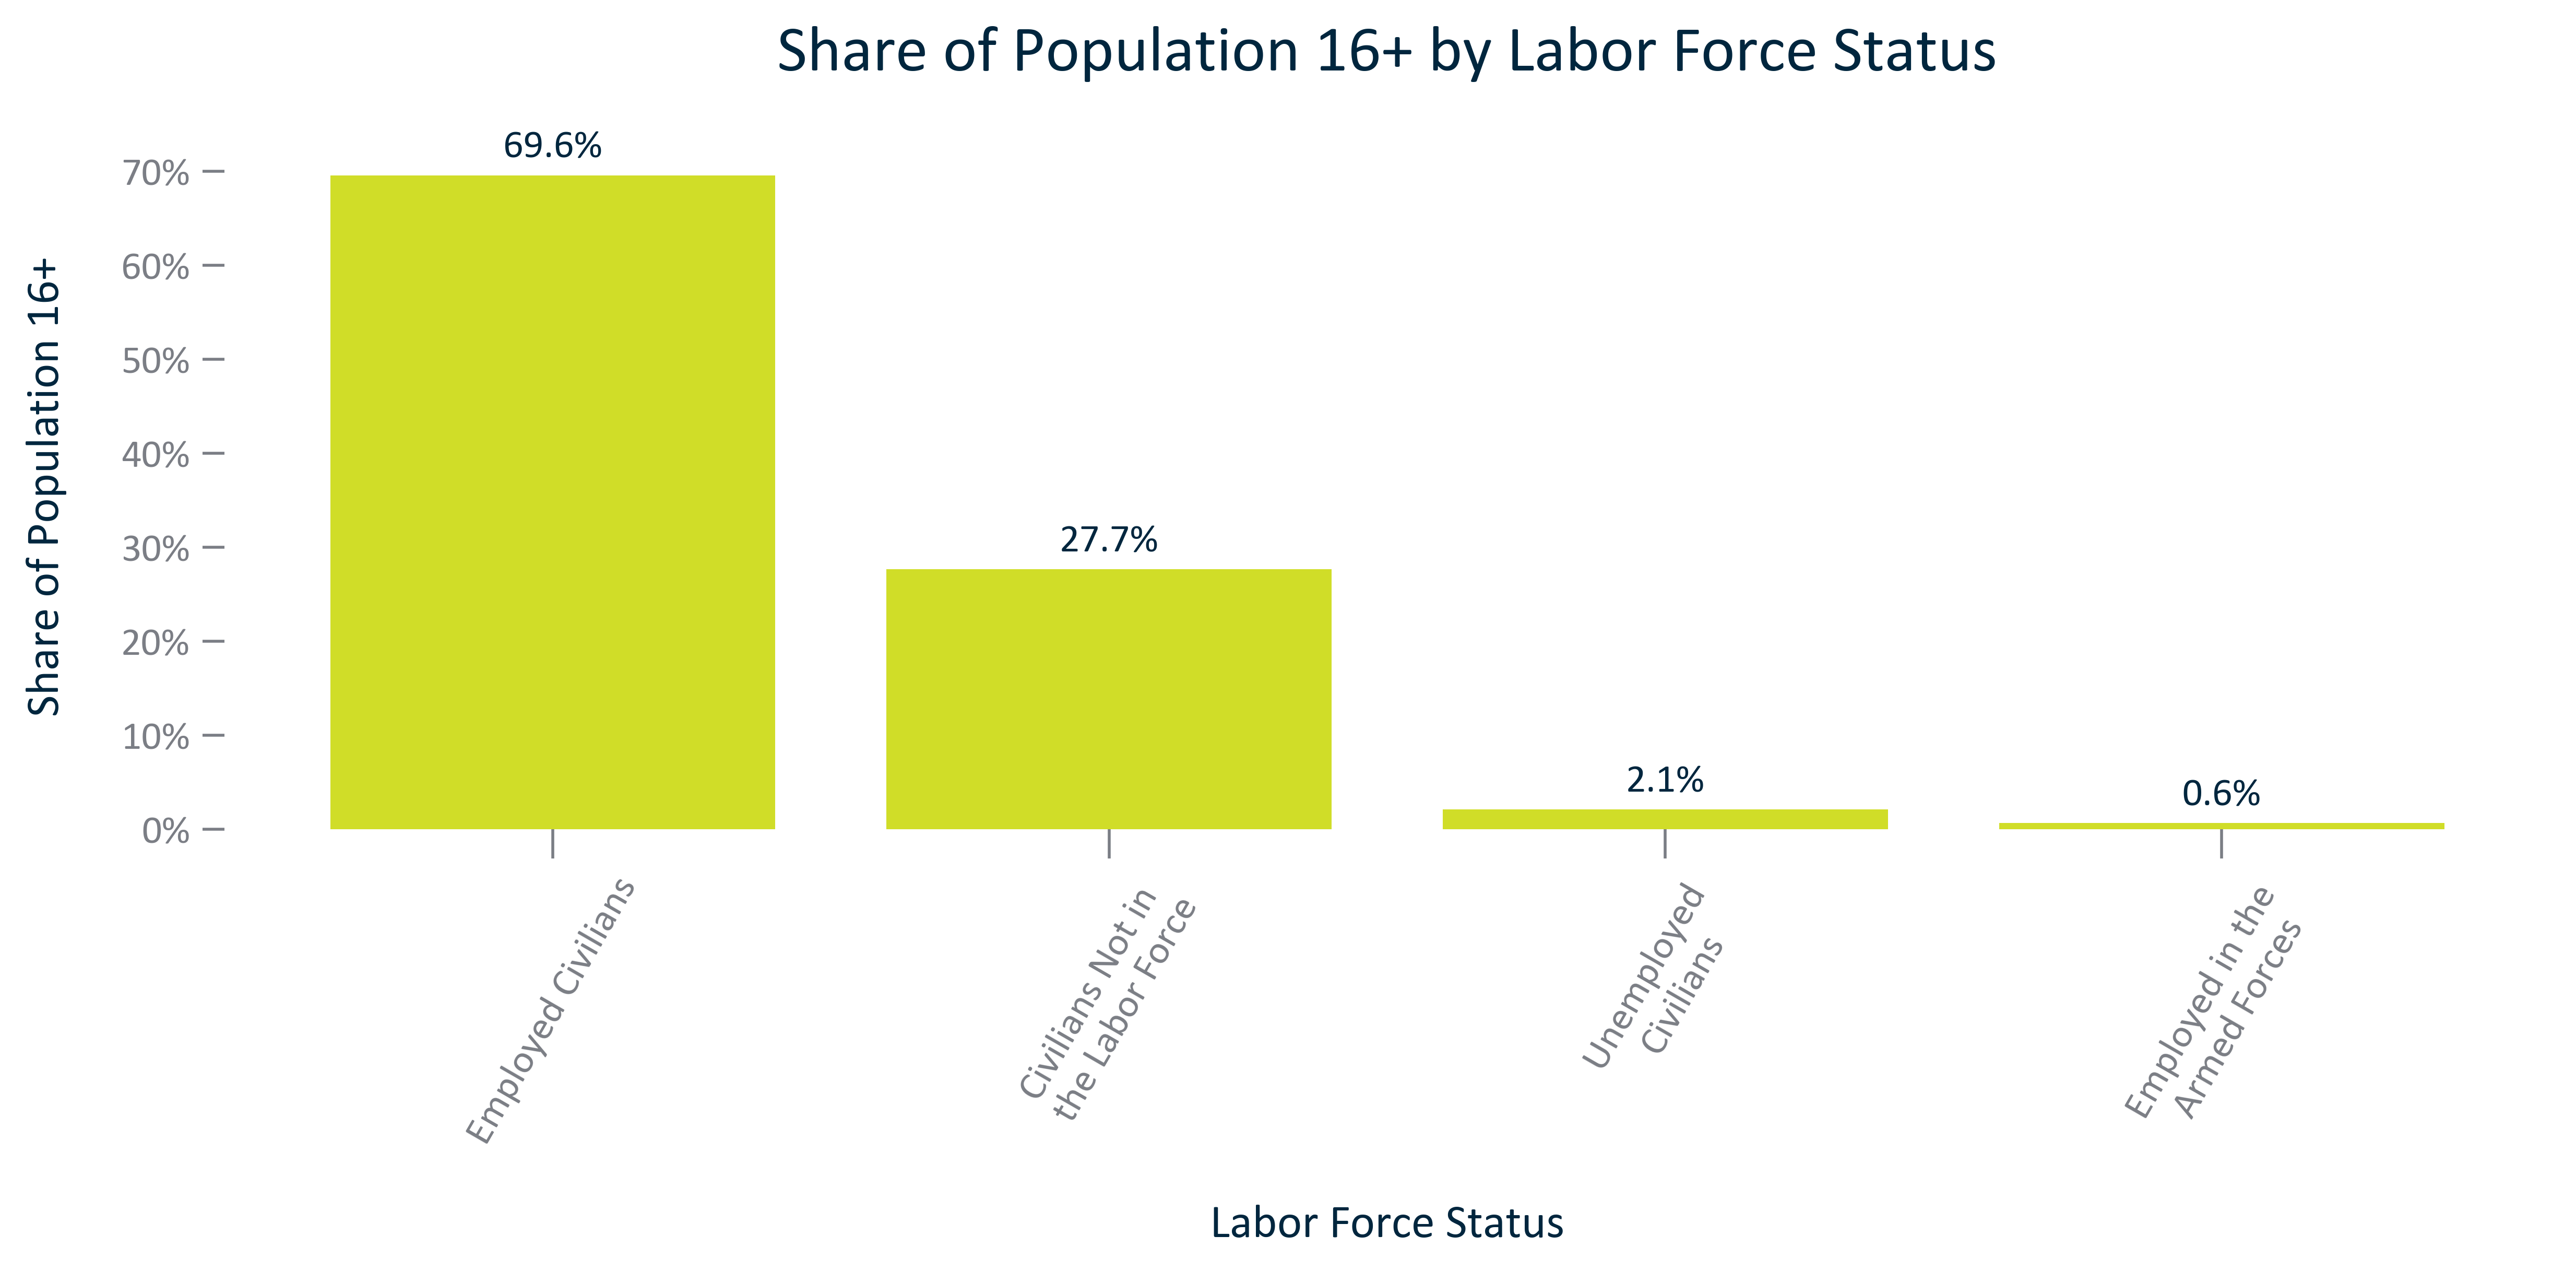 Share of Population 16+ by Labor Force Status
Share of Population 16+
70%
60%
50%
40%
30%
20%
10%
0%
69.6%
27.7%
2.1%
0.6%
Employed Civilians
Civilians Not in
the Labor Force
Unemployed
Civilians
Employed in the
Armed Forces
Labor Force Status